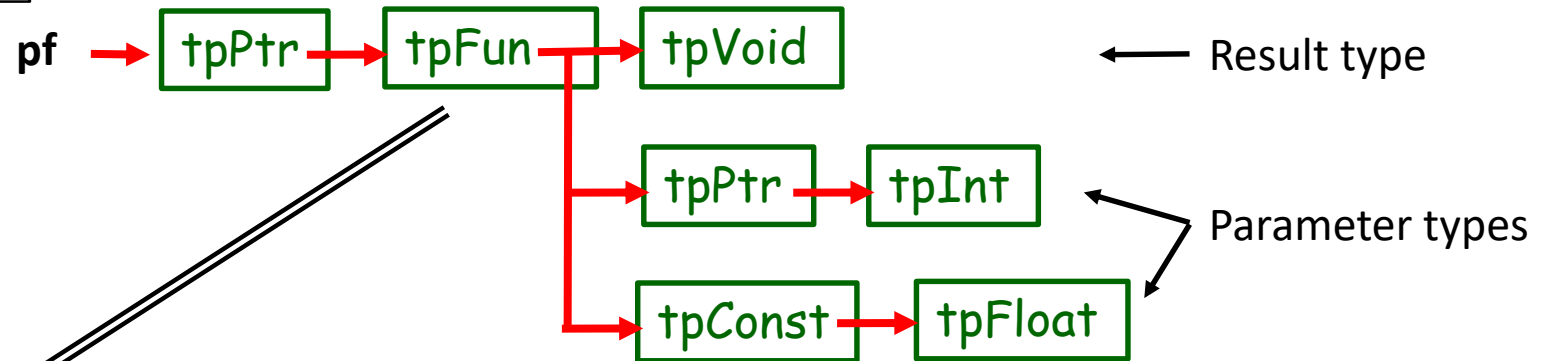 pf tpPtr tpFun tpVoid Result type
tpPtr tpInt
Parameter types
tpConst tpFloat